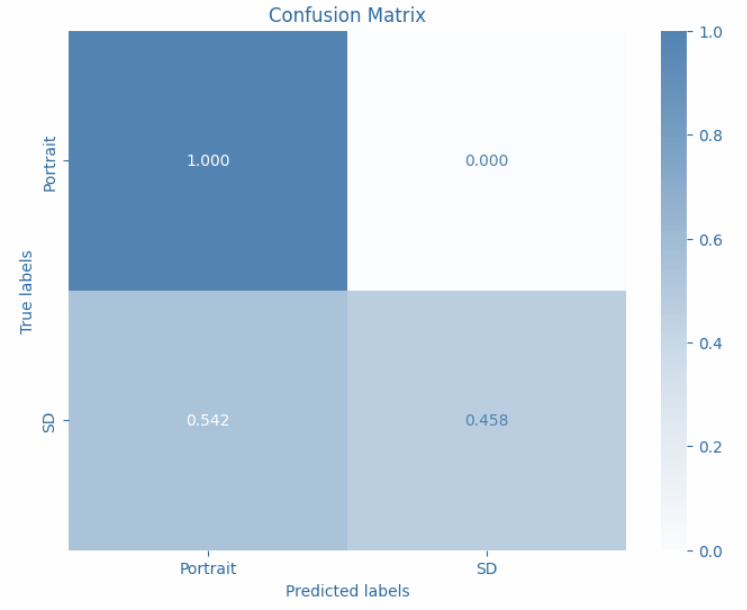 Confusion Matrix
1.0
Portrait
1.000
0.000
0.8
0.6
True labels
0.4
SD
0.542
0.458
0.2
0.0
Portrait
SD
Predicted labels